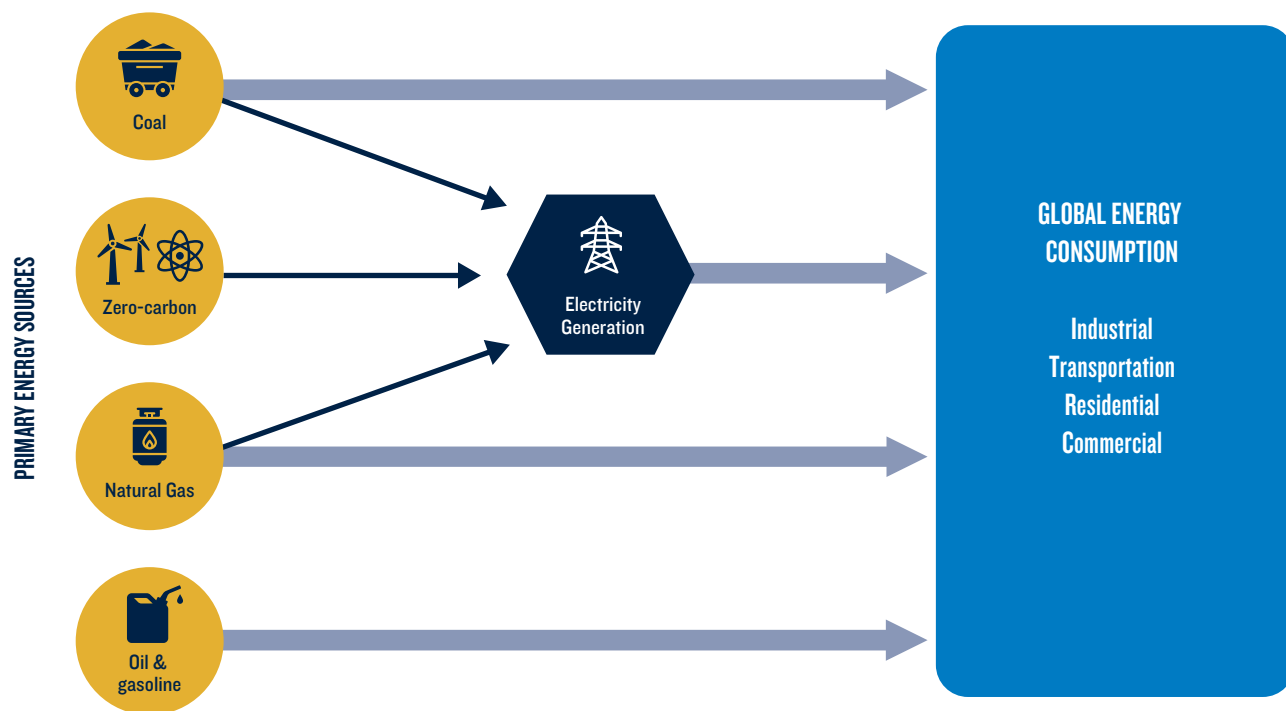 PRIMARY ENERGY SOURCES
Coal
Zero-carbon
Natural Gas
Oil &
gasoline
Electricity
Generation
GLOBAL ENERGY
CONSUMPTION
Industrial
Transportation
Residential
Commercial